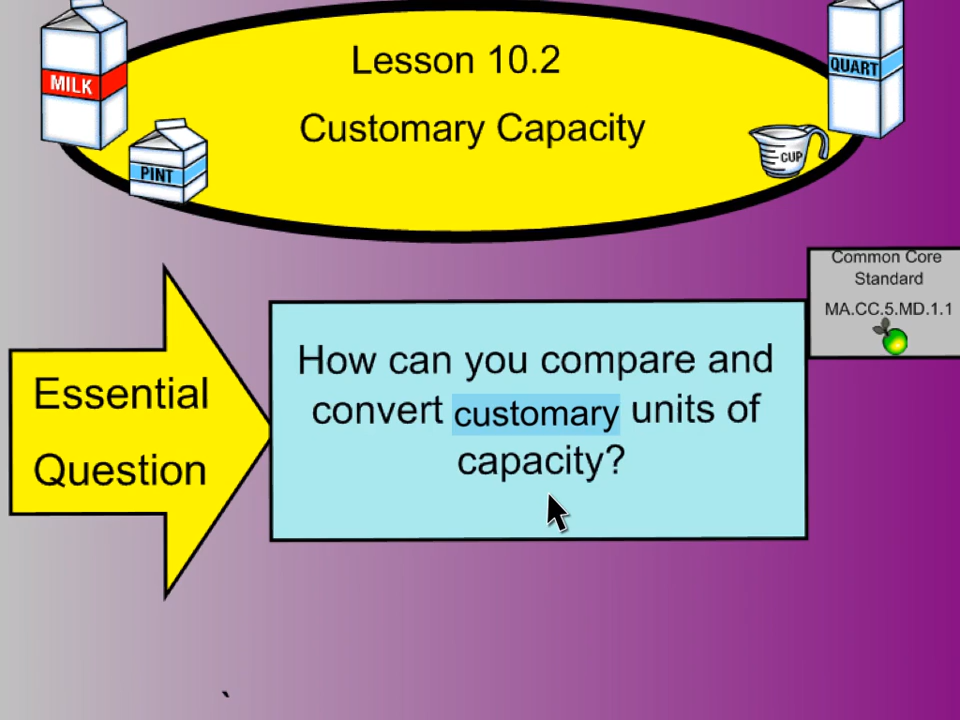 MILK
PINT
QUART
CUP
Lesson 10.2
Customary Capacity
Common Core
Standard
MA.CC.5.MD.1.1
Essential
Question
How can you compare and
convert customary units of
capacity?
`